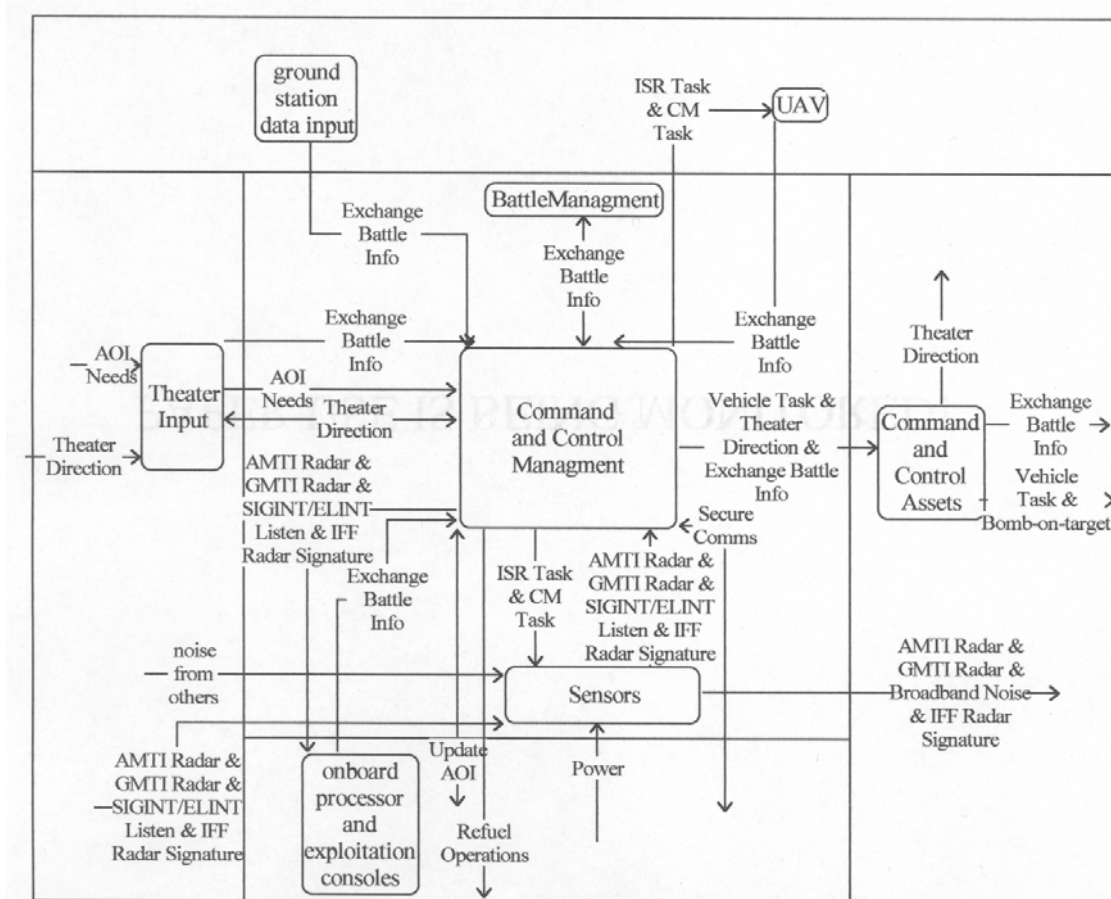 ground
station
data input
ISR Task
& CM
Task
UAV
BattleManagment
Exchange
Battle
Info
Exchange
Battle
Info
Theater
Direction
Exchange
Battle
Info
Exchange
Battle
Info
AOI
Needs
Theater
Input
AOI
Needs
Theater
Direction
Theater
Direction
Command
and Control
Managment
Vehicle Task &
Theater
Direction &
Exchange Battle
Info
Command
and
Control
Assets
Exchange
Battle
Info
Vehicle
Task &
Bomb-on-target
AMTI Radar &
GMTI Radar &
SIGINT/ELINT
Listen & IFF
Radar Signature
Exchange
Battle
Info
ISR Task
& CM
Task
AMTI Radar &
GMTI Radar &
SIGINT/ELINT
Listen & IFF
Radar Signature
Secure
Comms
noise
from
others
Sensors
AMTI Radar &
GMTI Radar &
Broadband Noise
& IFF Radar
Signature
AMTI Radar &
GMTI Radar &
SIGINT/ELINT
Listen & IFF
Radar Signature
onboard
processor
and
exploitation
consoles
Update
AOI
Refuel
Operations
Power